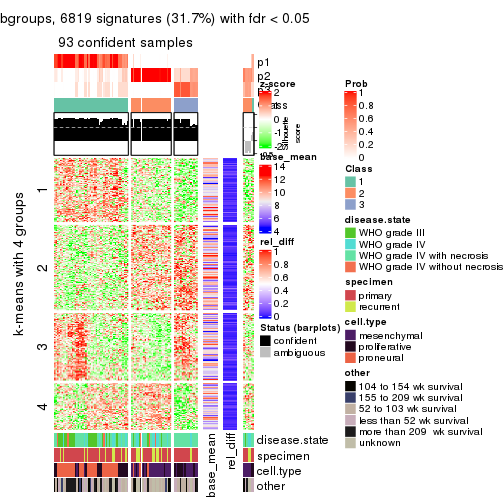 bgroups, 6819 signatures (31.7%) with fdr < 0.05
93 confident samples
p1
p2
p3
Class
silhouette
score
z-score
2
1
0
-1
-2
base_mean
14
12
10
8
6
4
rel_diff
1
0.8
0.6
0.4
0.2
0
Status (barplots)
confident
ambiguous
Prob
1
0.8
0.6
0.4
0.2
0
Class
1
2
3
disease.state
WHO grade III
WHO grade IV
WHO grade IV with necrosis
WHO grade IV without necrosis
specimen
primary
recurrent
cell.type
mesenchymal
proliferative
proneural
other
104 to 154 wk survival
155 to 209 wk survival
52 to 103 wk survival
less than 52 wk survival
more than 209 wk survival
unknown
k-means with 4 groups
1
2
3
4
base_mean
rel_diff
disease.state
specimen
cell.type
other